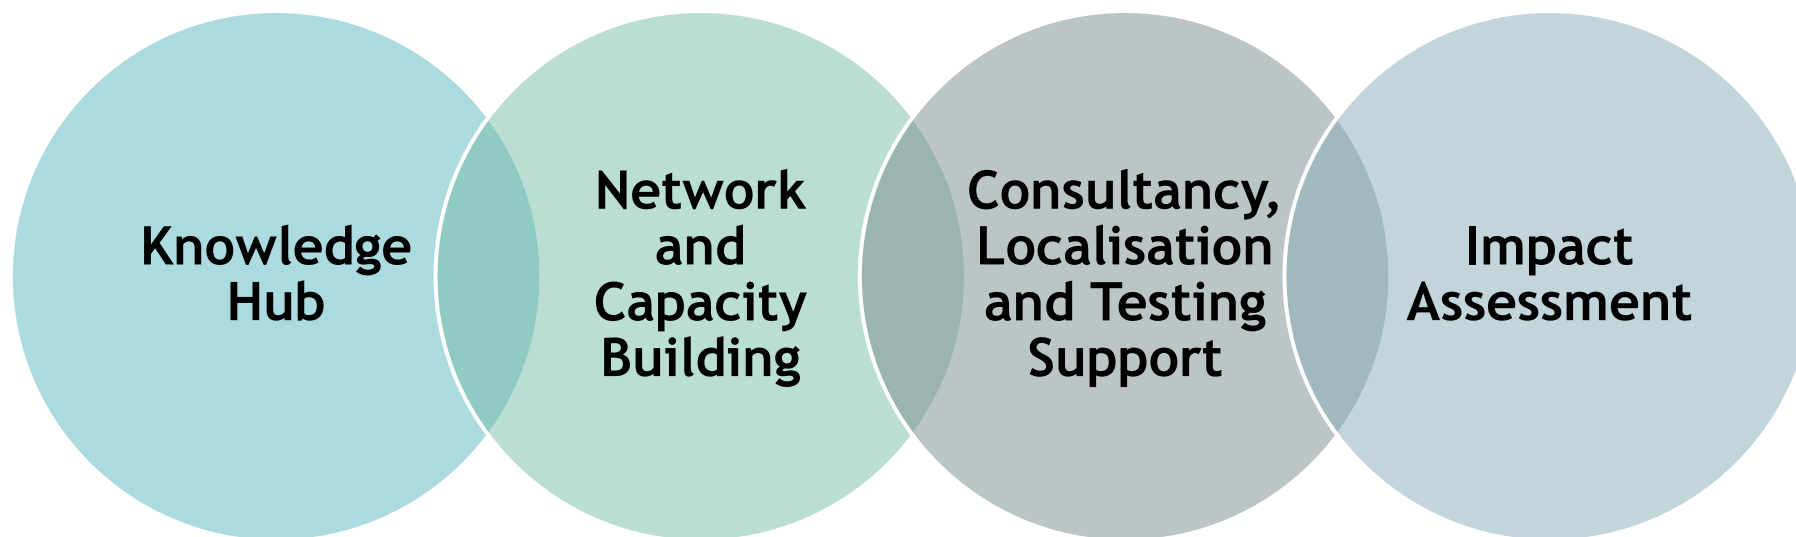 Knowledge
Hub
Network
and
Capacity
Building
Consultancy,
Localisation
and Testing
Support
Impact
Assessment